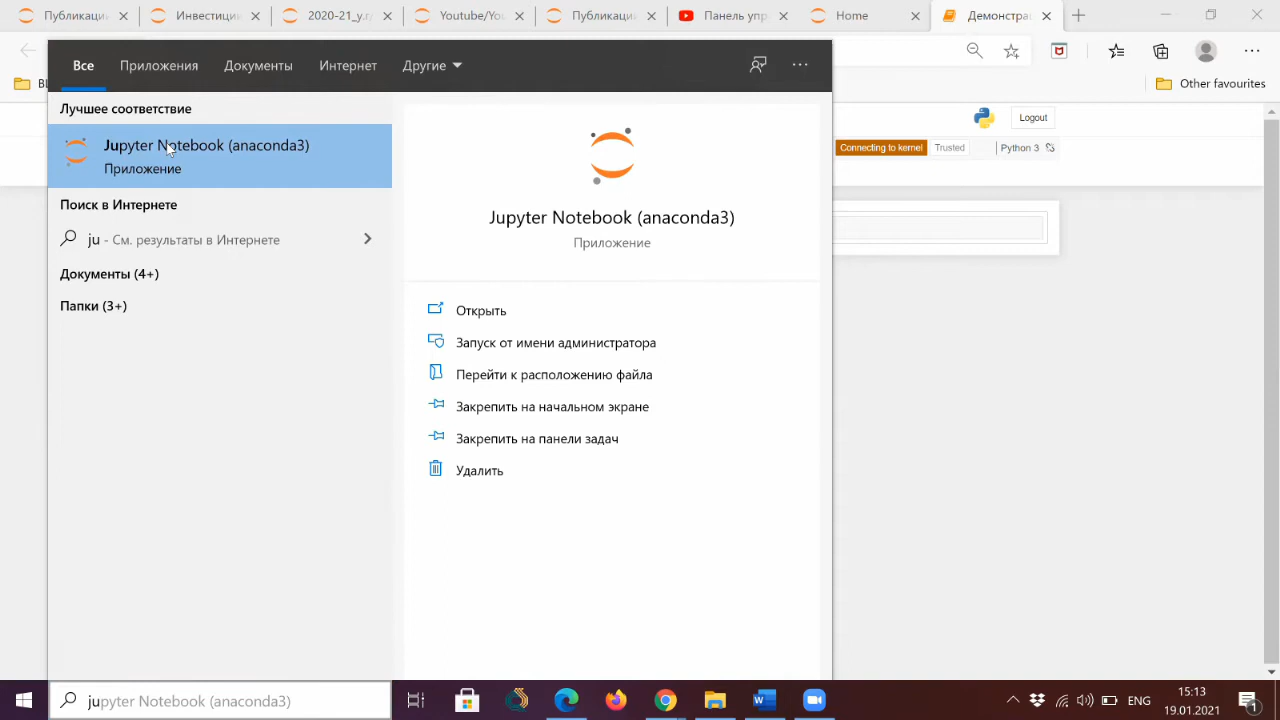 Публикаци
Инвестици
2020-21_y.r
Youtube/Yo
Публикаци
Панель упр
Home
Демонстра
Other favourites
Все
Приложения
Документы
Интернет
Другие
Лучшее соответствие
Jupyter Notebook (anaconda3)
Приложение
Поиск в Интернете
ju - См. результаты в Интернете
Документы (4+)
Папки (3+)
Jupyter Notebook (anaconda3)
Приложение
Открыть
Запуск от имени администратора
Перейти к расположению файла
Закрепить на начальном экране
Закрепить на панели задач
Удалить
Logout
Connecting to kernel
Trusted
Python 3
jupyter Notebook (anaconda3)
ENG
15:13
19.01.2021
1